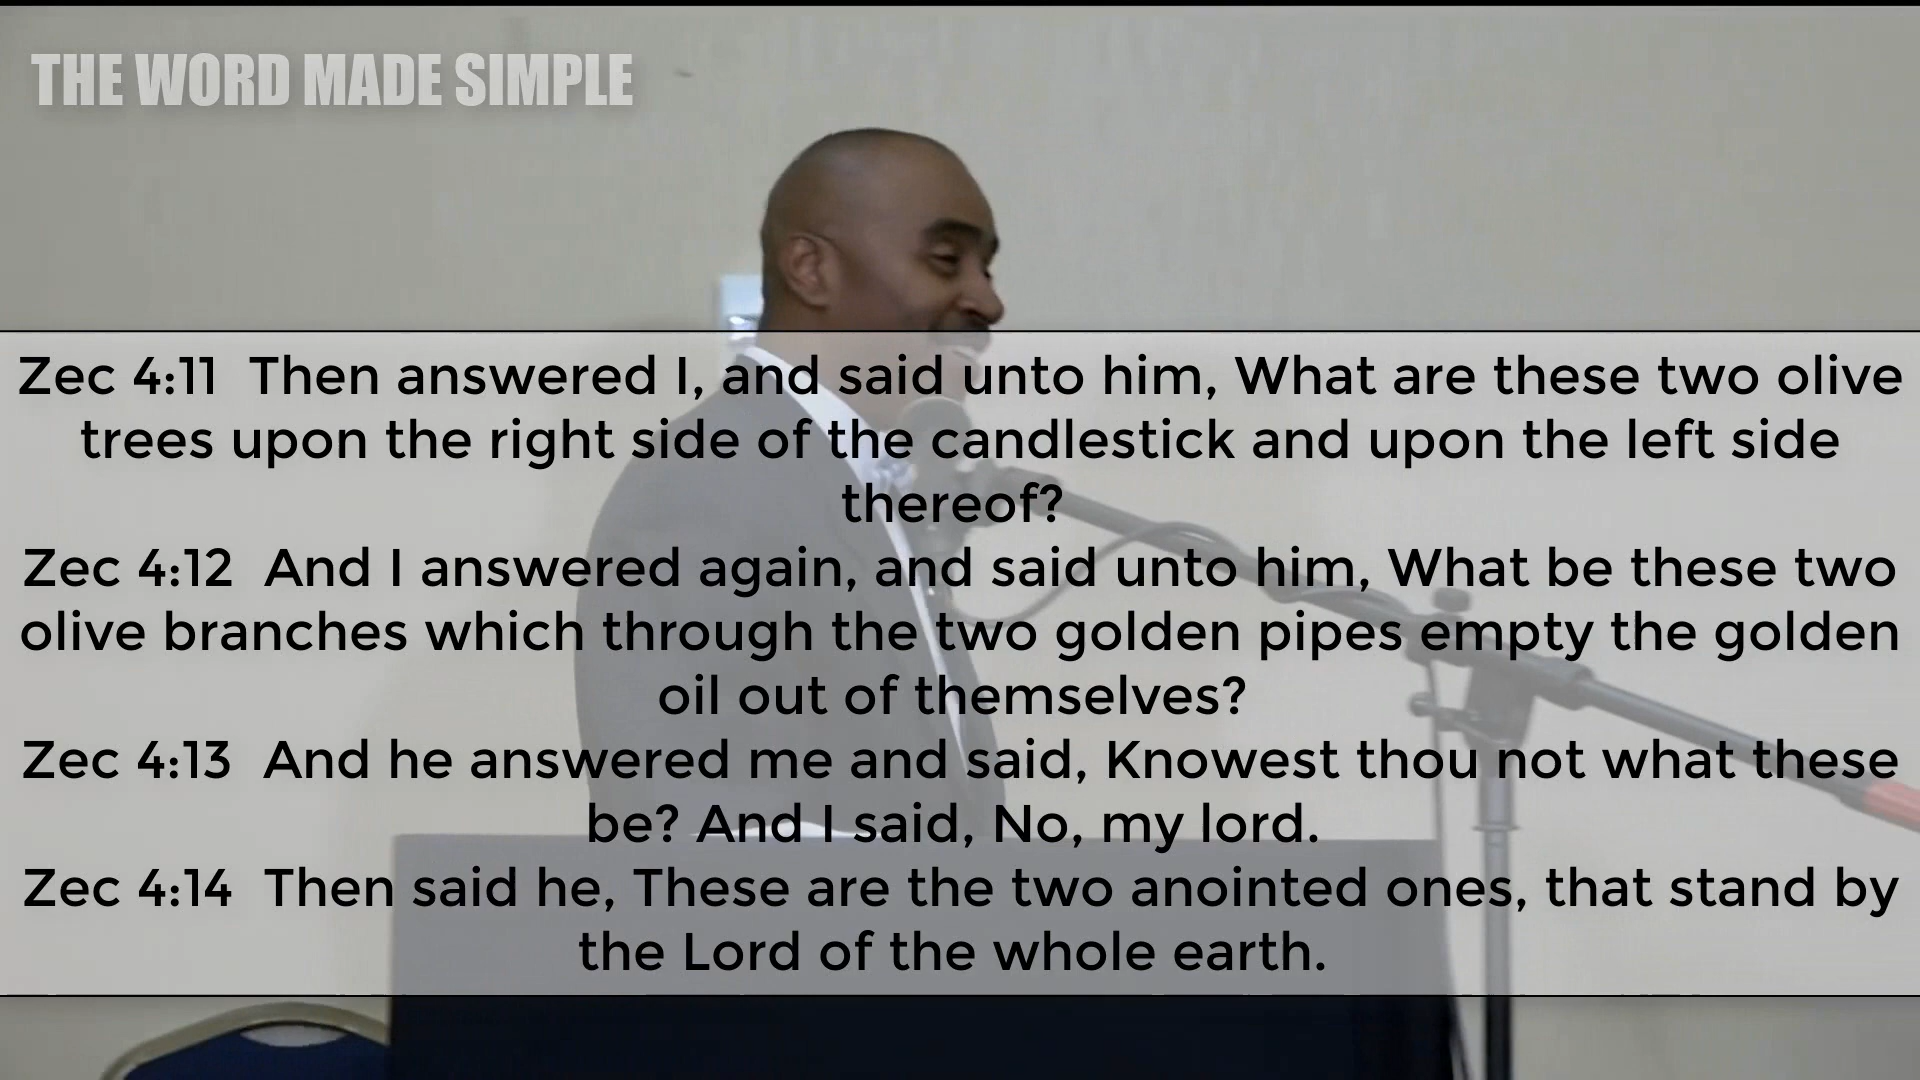 THE WORD MADE SIMPLE
Zec 4:11  Then answered I, and said unto him, What are these two olive
trees upon the right side of the candlestick and upon the left side
thereof?
Zec 4:12  And I answered again, and said unto him, What be these two
olive branches which through the two golden pipes empty the golden
oil out of themselves?
Zec 4:13  And he answered me and said, Knowest thou not what these
be? And I said, No, my lord.
Zec 4:14  Then said he, These are the two anointed ones, that stand by
the Lord of the whole earth.